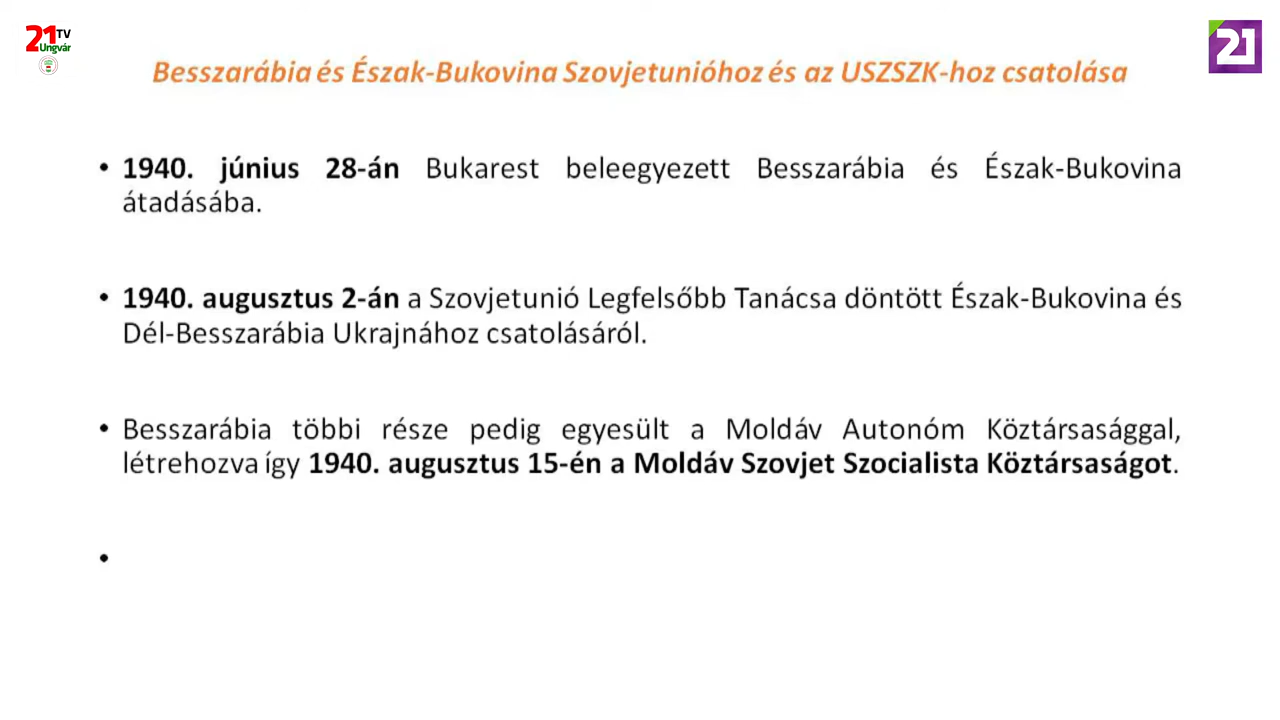 21 TV
Ungvár
21
Besszarábia és Észak-Bukovina Szovjetunióhoz és az USZSZK-hoz csatolása
• 1940. június 28-án Bukarest beleegyezett Besszarábia és Észak-Bukovina
átadásába.
• 1940. augusztus 2-án a Szovjetunió Legfelsőbb Tanácsa döntött Észak-Bukovina és
Dél-Besszarábia Ukrajnához csatolásáról.
• Besszarábia többi része pedig egyesült a Moldáv Autonóm Köztársasággal,
létrehozva így 1940. augusztus 15-én a Moldáv Szovjet Szocialista Köztársaságot.
•